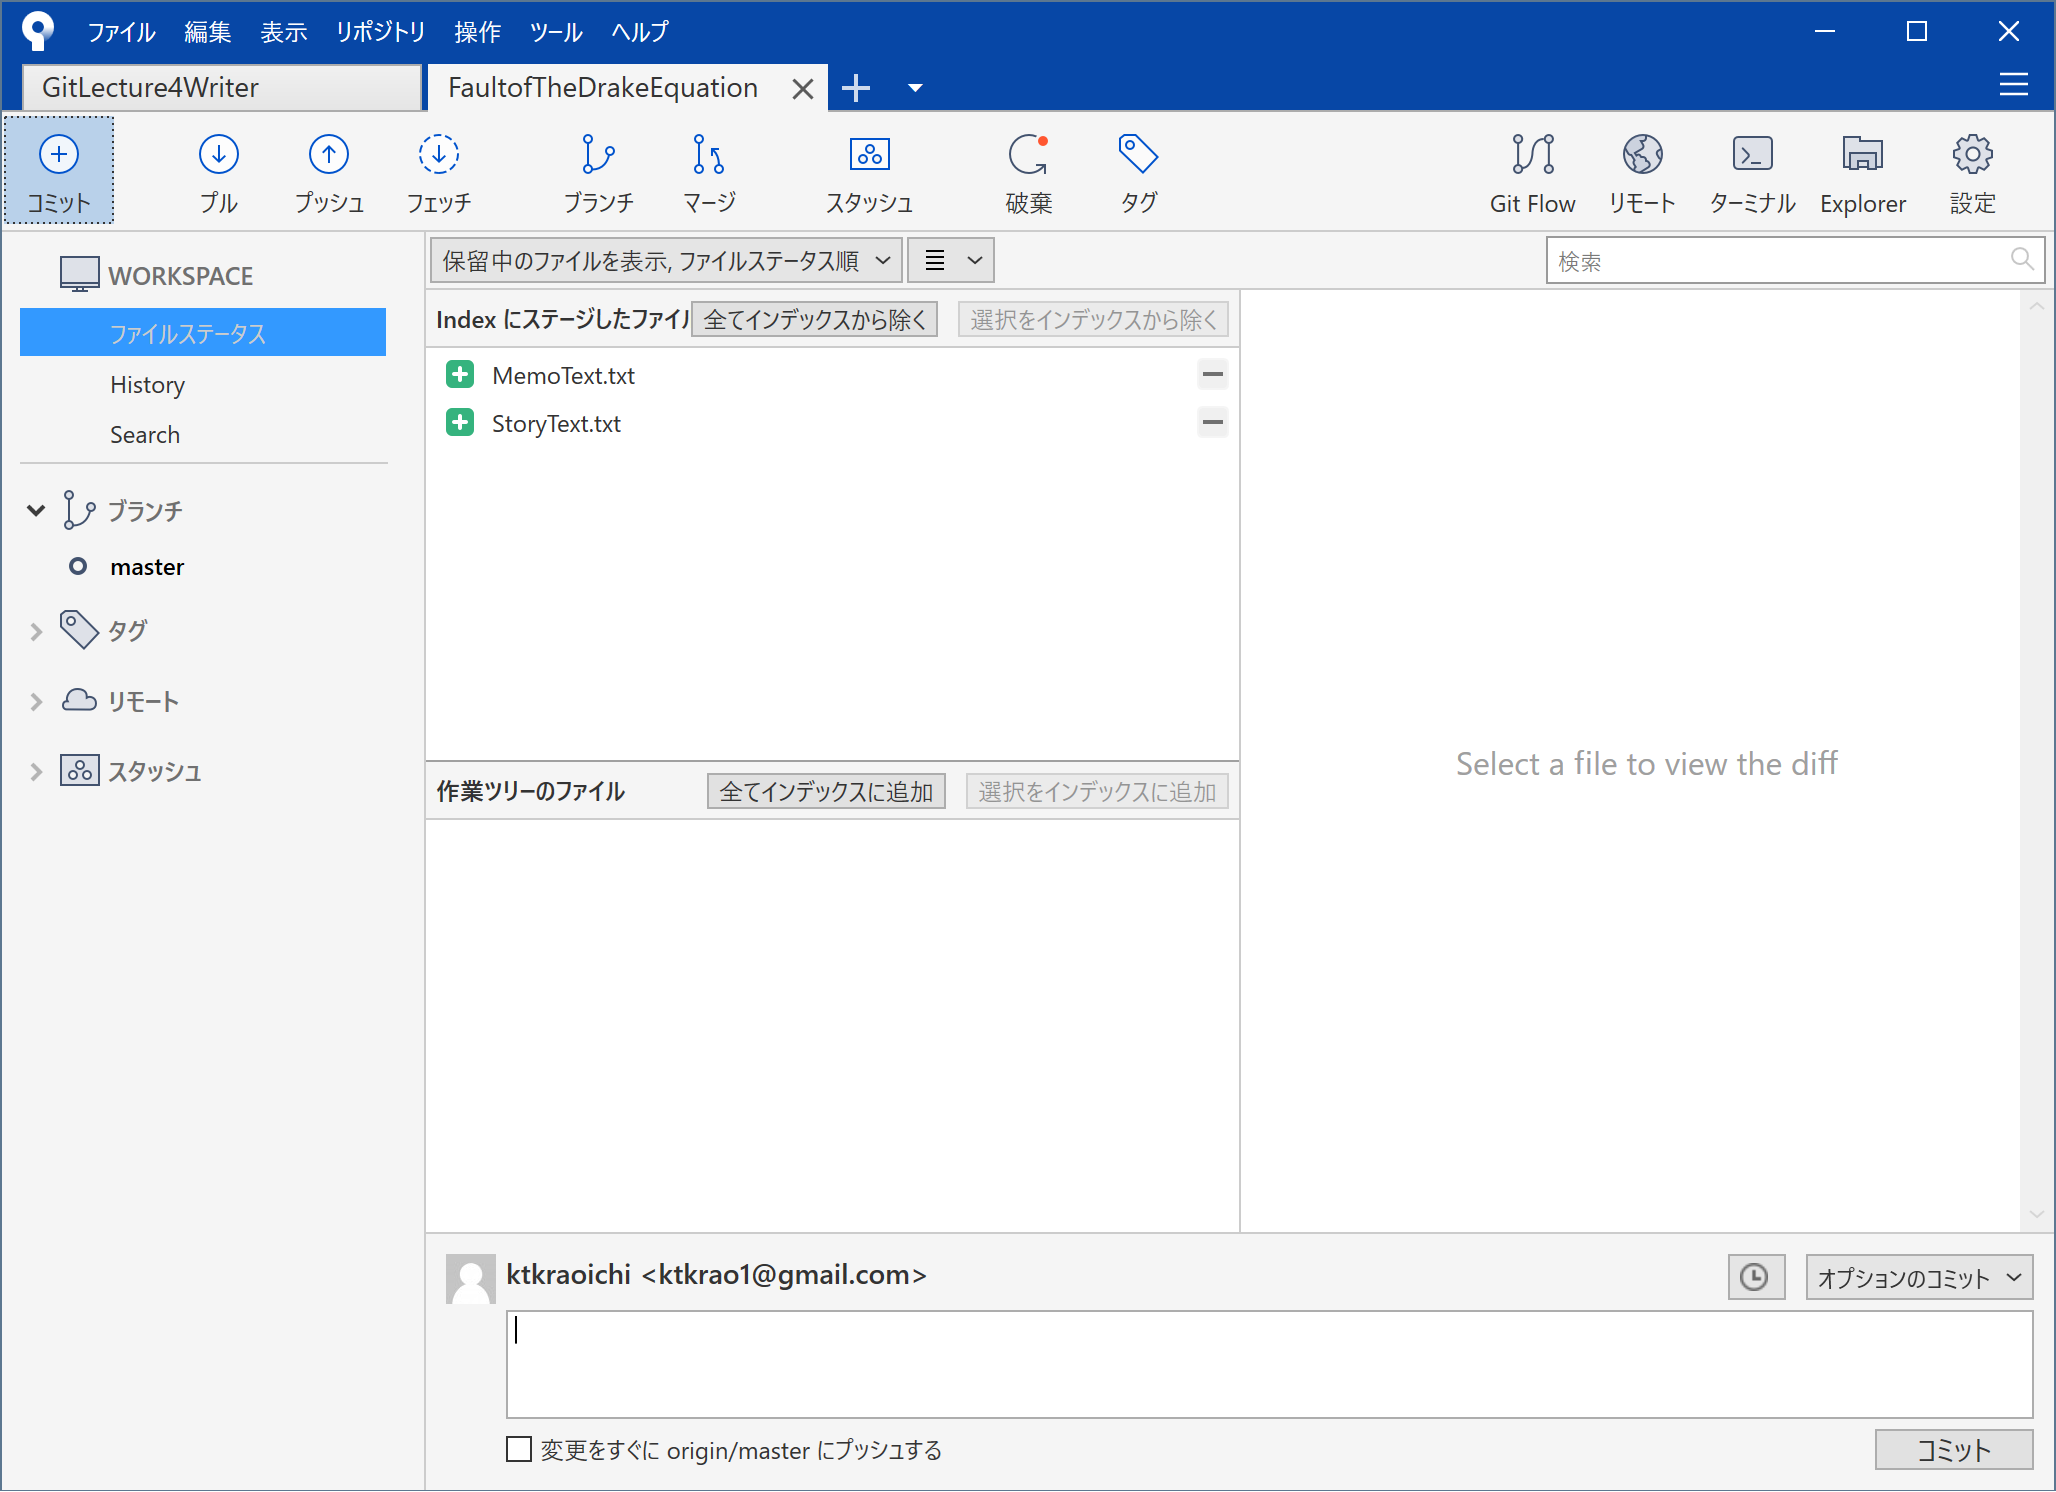 ファイル 編集 表示 リポジトリ 操作 ツール ヘルプ
GitLecture4Writer FaultofTheDrakeEquation
コミット プル プッシュ フェッチ ブランチ マージ スタッシュ 破棄 タグ Git Flow リモート ターミナル Explorer 設定
WORKSPACE
ファイルステータス
History
Search
ブランチ
master
タグ
リモート
スタッシュ
保留中のファイルを表示, ファイルステータス順
検索
Index にステージしたファイル 全てインデックスから除く 選択をインデックスから除く
MemoText.txt
StoryText.txt
作業ツリーのファイル 全てインデックスに追加 選択をインデックスに追加
Select a file to view the diff
ktkraoichi <ktkrao1@gmail.com>
オプションのコミット
変更をすぐに origin/master にプッシュする
コミット